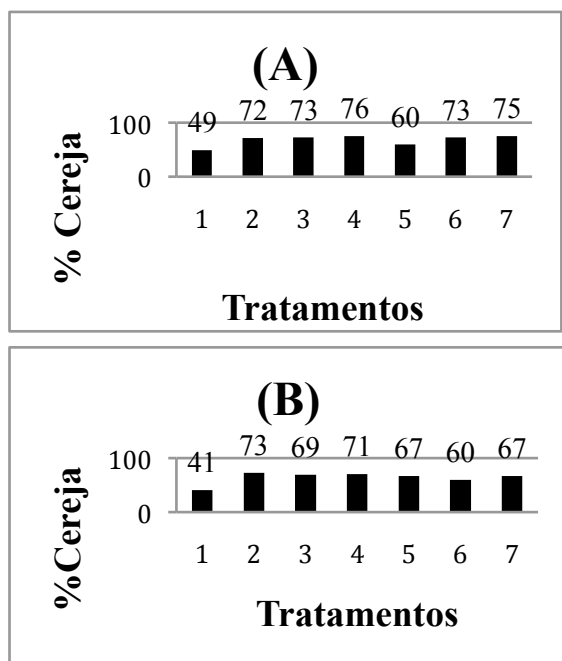 (A)
49 72 73 76 60 73 75
100
0
% Cereja
1 2 3 4 5 6 7
Tratamentos
(B)
41 73 69 71 67 60 67
100
0
%Cereja
1 2 3 4 5 6 7
Tratamentos